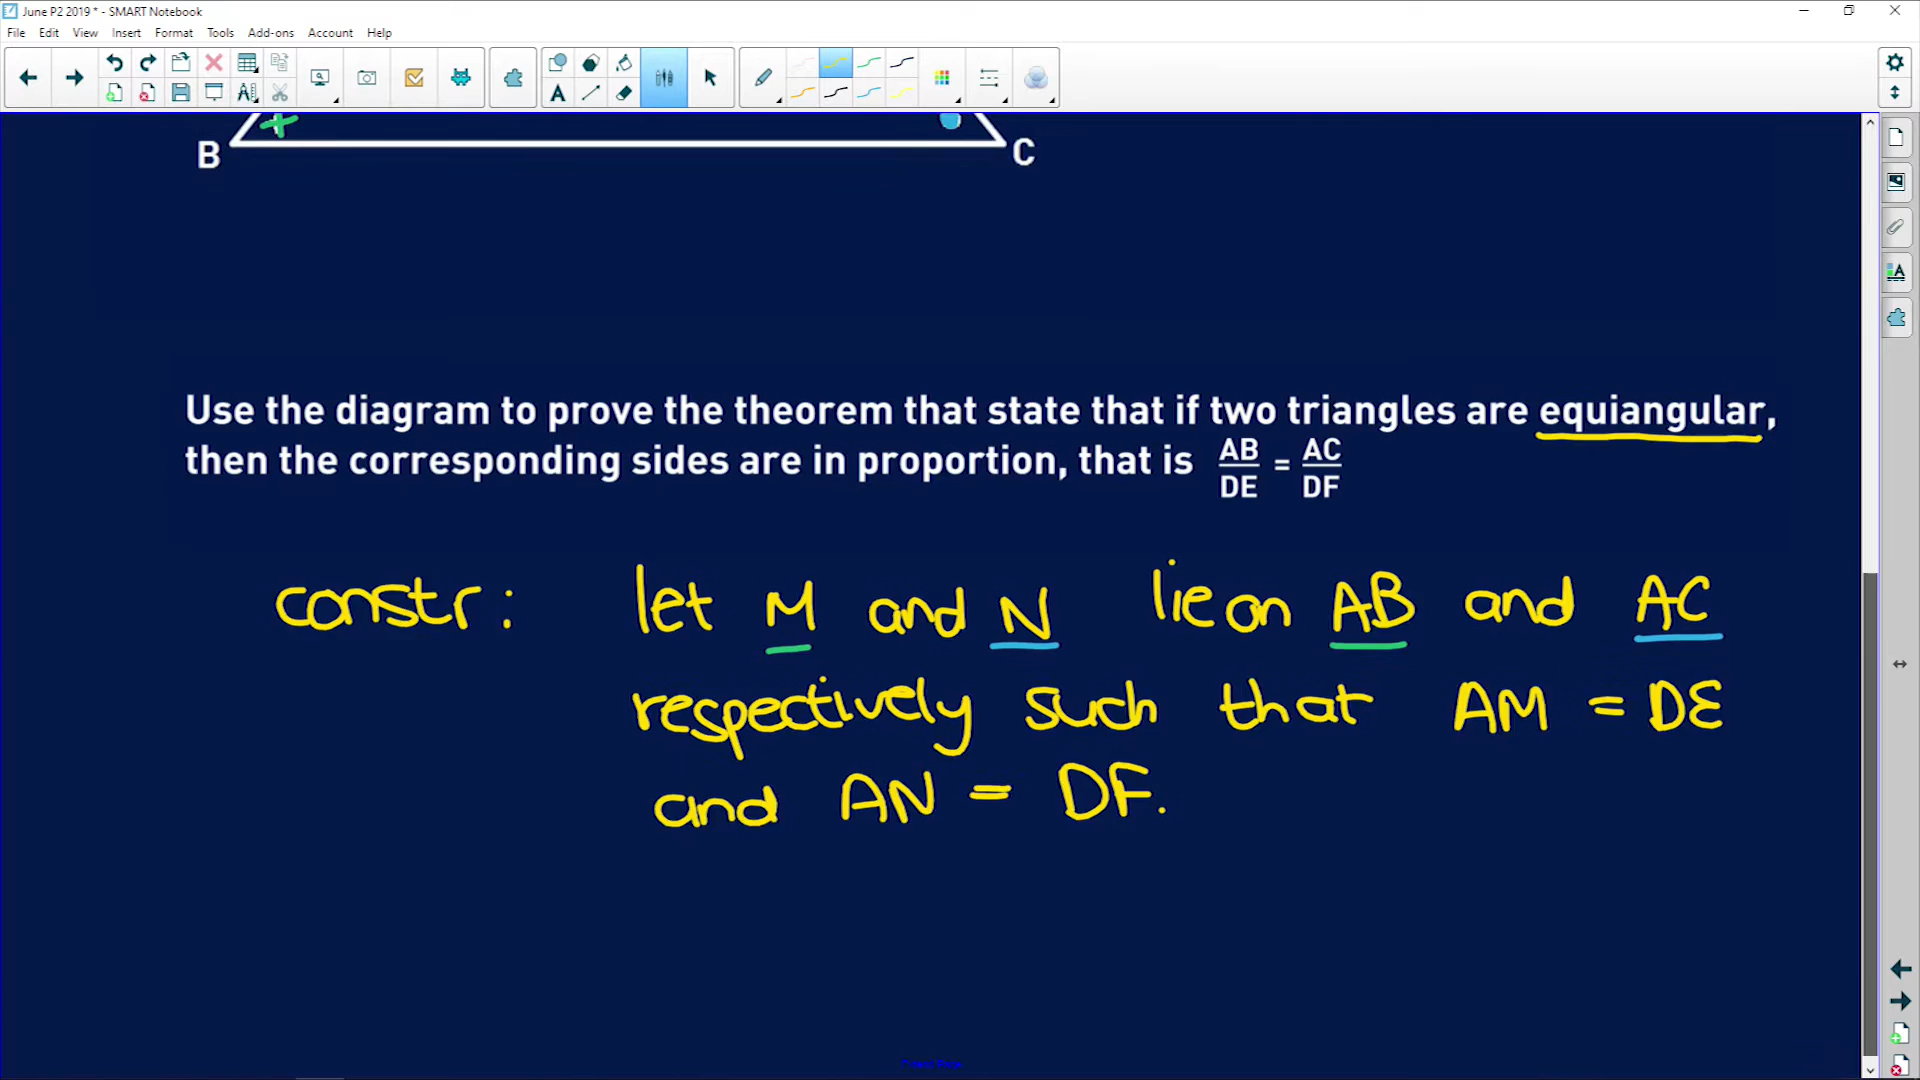 June P2 2019 * - SMART Notebook
File Edit View Insert Format Tools Add-ons Account Help
B
C
Use the diagram to prove the theorem that state that if two triangles are equiangular,
then the corresponding sides are in proportion, that is AB/DE = AC/DF
constr: let M and N lie on AB and AC
respectively such that AM = DE
and AN = DF.